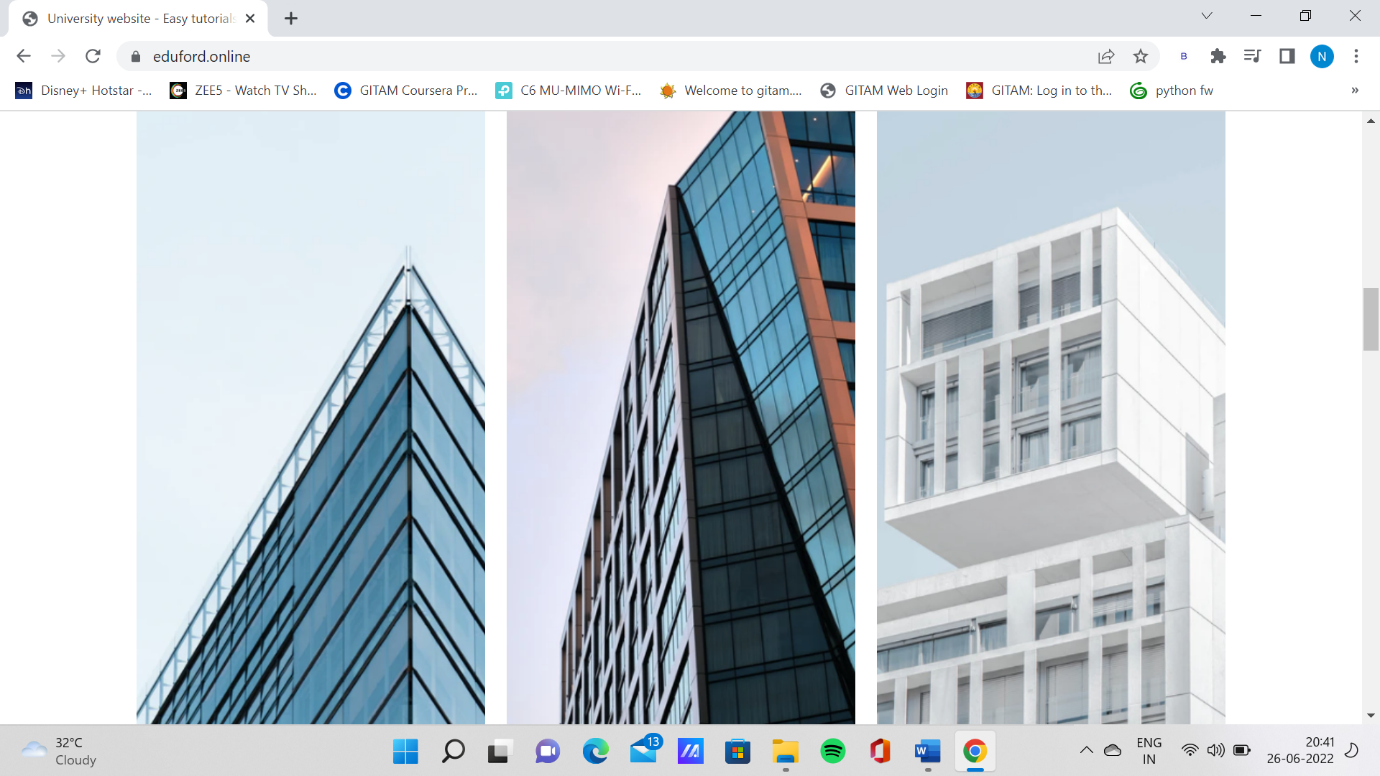 University website - Easy tutorials
eduford.online
B
N
Disney+ Hotstar -...
ZEE5 - Watch TV Sh...
GITAM Coursera Pr...
C6 MU-MIMO Wi-F...
Welcome to gitam....
GITAM Web Login
GITAM: Log in to th...
python fw
»
32°C
Cloudy
13
ENG
IN
20:41
26-06-2022